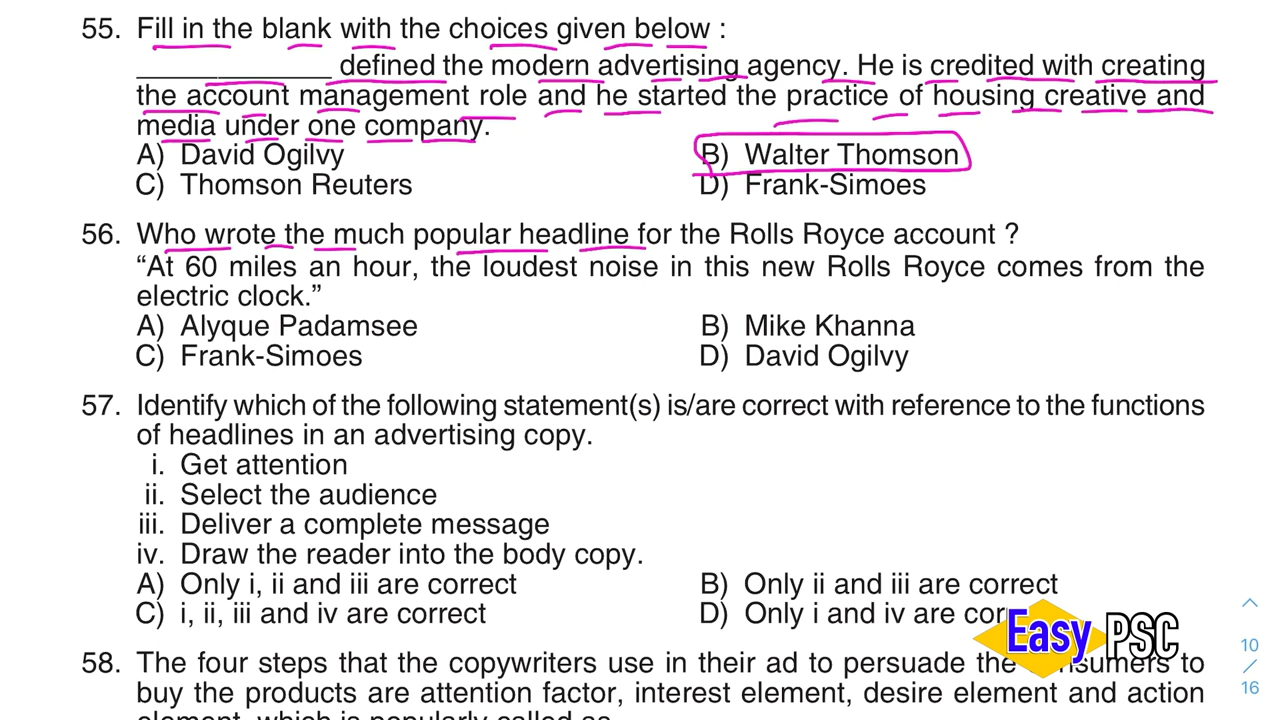 55. Fill in the blank with the choices given below :
______________ defined the modern advertising agency. He is credited with creating
the account management role and he started the practice of housing creative and
media under one company.
A) David Ogilvy B) Walter Thomson
C) Thomson Reuters D) Frank-Simoes
56. Who wrote the much popular headline for the Rolls Royce account ?
“At 60 miles an hour, the loudest noise in this new Rolls Royce comes from the
electric clock.”
A) Alyque Padamsee B) Mike Khanna
C) Frank-Simoes D) David Ogilvy
57. Identify which of the following statement(s) is/are correct with reference to the functions
of headlines in an advertising copy.
i. Get attention
ii. Select the audience
iii. Deliver a complete message
iv. Draw the reader into the body copy.
A) Only i, ii and iii are correct B) Only ii and iii are correct
C) i, ii, iii and iv are correct D) Only i and iv are
Easy PSC
10
/
16
58. The four steps that the copywriters use in their ad to persuade the to
buy the products are attention factor, interest element, desire element and action
element, which is popularly called as